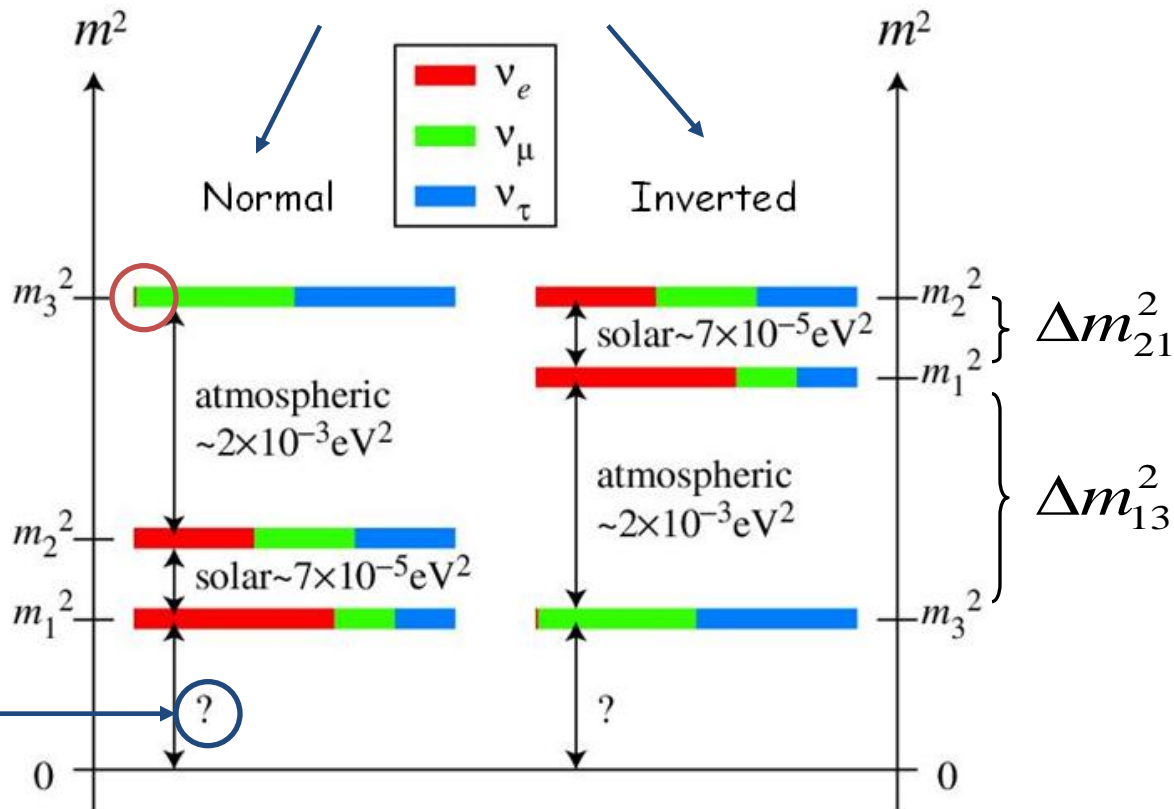 m²
m²
νe
νμ
ντ
Normal
Inverted
m₃²
m₂²
solar~7×10⁻⁵eV²
Δm²₂₁
m₁²
atmospheric
~2×10⁻³eV²
atmospheric
~2×10⁻³eV²
Δm²₁₃
m₂²
solar~7×10⁻⁵eV²
m₁²
m₃²
?
?
0
0